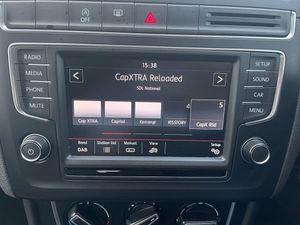 RADIO
MEDIA
PHONE
MUTE
15:38
CapXTRA Reloaded
SDL National
4
5
Cap XTRA
Capital
Kerrang!
KISSTORY
CapX Rld
Band
DAB
Station list
Manual
View
Setup
SETUP
SOUND
CAR
MENU